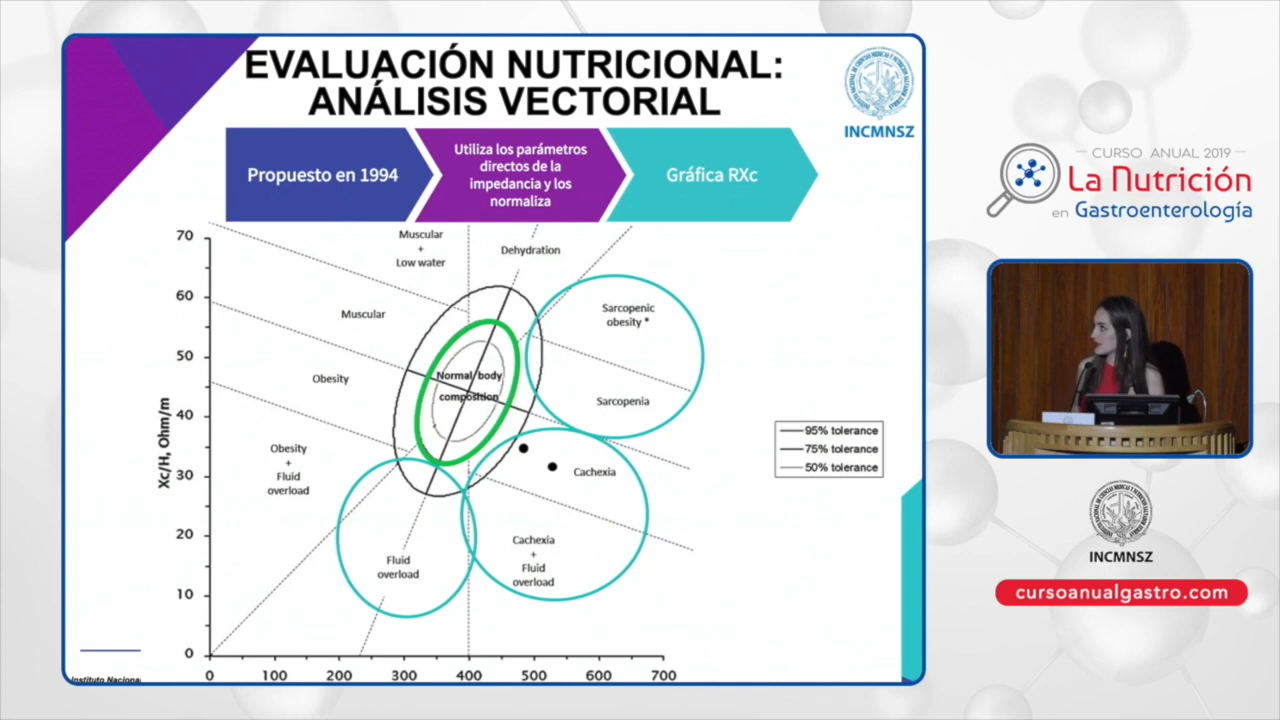 EVALUACIÓN NUTRICIONAL:
ANÁLISIS VECTORIAL
INCMNSZ
Propuesto en 1994
Utiliza los parámetros
directos de la
impedancia y los
normaliza
Gráfica RXc
Xc/H, Ohm/m
70
60
50
40
30
20
10
0
0
100
200
300
400
500
600
700
Muscular
+
Low water
Dehydration
Muscular
Sarcopenic
obesity *
Obesity
Normal body
composition
Sarcopenia
Obesity
+
Fluid
overload
Cachexia
Cachexia
+
Fluid
overload
Fluid
overload
95% tolerance
75% tolerance
50% tolerance
Instituto Naciona
CURSO ANUAL 2019
La Nutrición
en Gastroenterología
INCMNSZ
cursoanualgastro.com